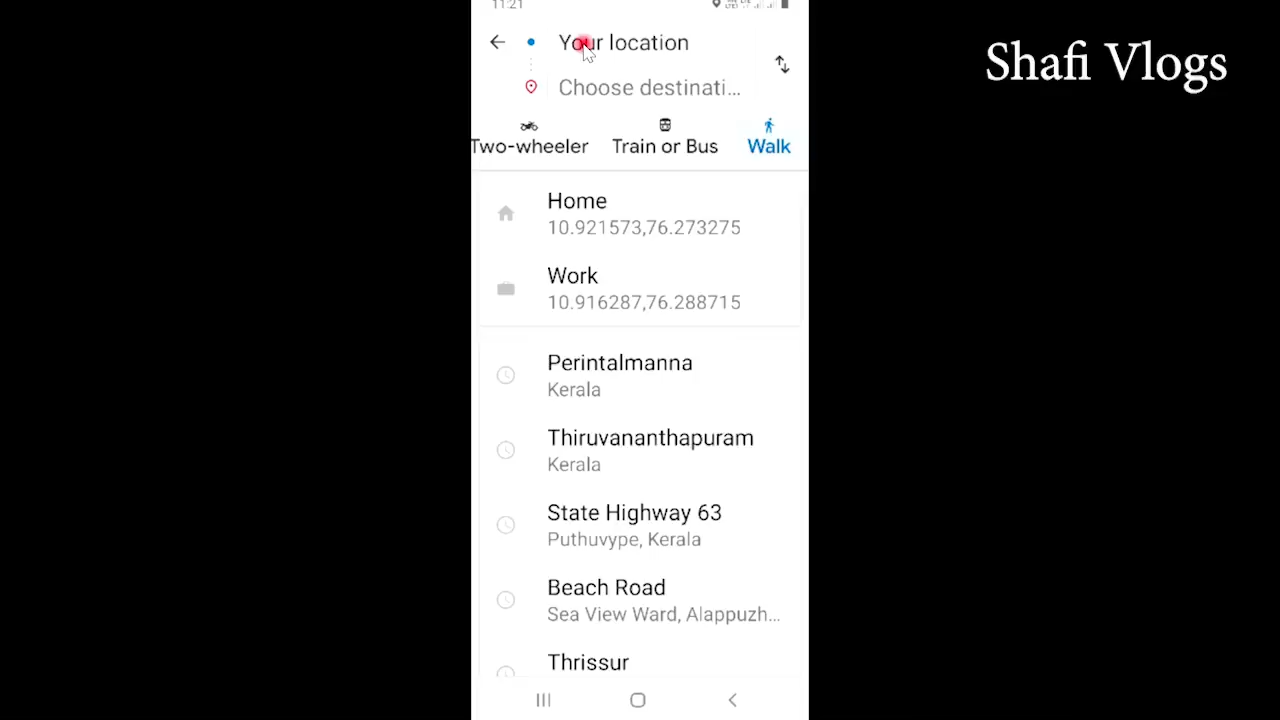 11:21
Your location
Choose destinati...
Shafi Vlogs
Two-wheeler
Train or Bus
Walk
Home
10.921573,76.273275
Work
10.916287,76.288715
Perintalmanna
Kerala
Thiruvananthapuram
Kerala
State Highway 63
Puthuvype, Kerala
Beach Road
Sea View Ward, Alappuzh...
Thrissur